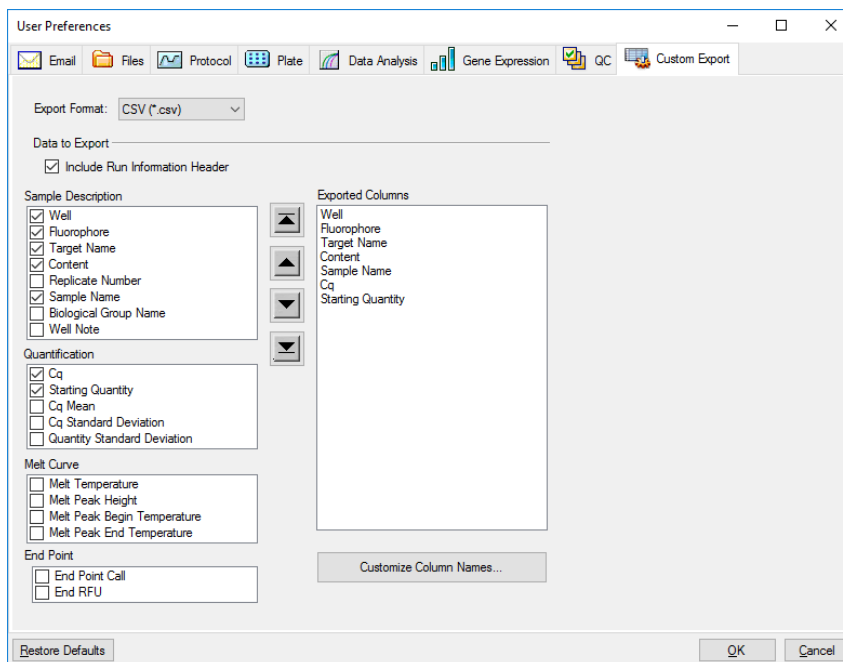 User Preferences
Email Files Protocol Plate Data Analysis Gene Expression QC Custom Export
Export Format: CSV (*.csv)
Data to Export
Include Run Information Header
Sample Description
Well
Fluorophore
Target Name
Content
Replicate Number
Sample Name
Biological Group Name
Well Note
Quantification
Cq
Starting Quantity
Cq Mean
Cq Standard Deviation
Quantity Standard Deviation
Melt Curve
Melt Temperature
Melt Peak Height
Melt Peak Begin Temperature
Melt Peak End Temperature
End Point
End Point Call
End RFU
Exported Columns
Well
Fluorophore
Target Name
Content
Sample Name
Cq
Starting Quantity
Customize Column Names...
Restore Defaults OK Cancel